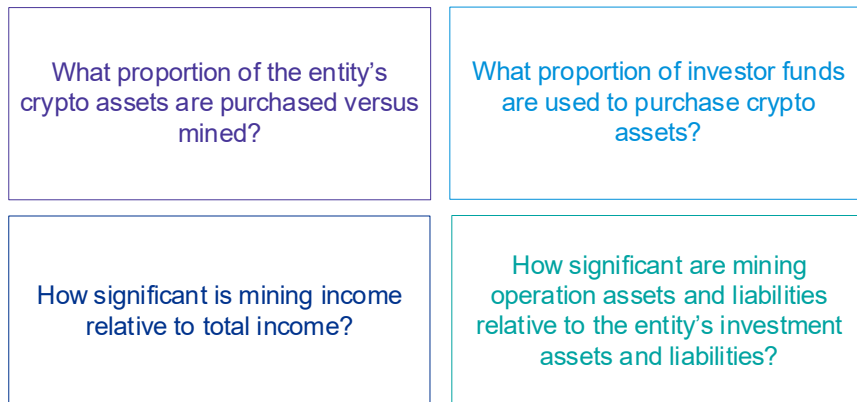 What proportion of the entity’s
crypto assets are purchased versus
mined?
What proportion of investor funds
are used to purchase crypto
assets?
How significant is mining income
relative to total income?
How significant are mining
operation assets and liabilities
relative to the entity’s investment
assets and liabilities?